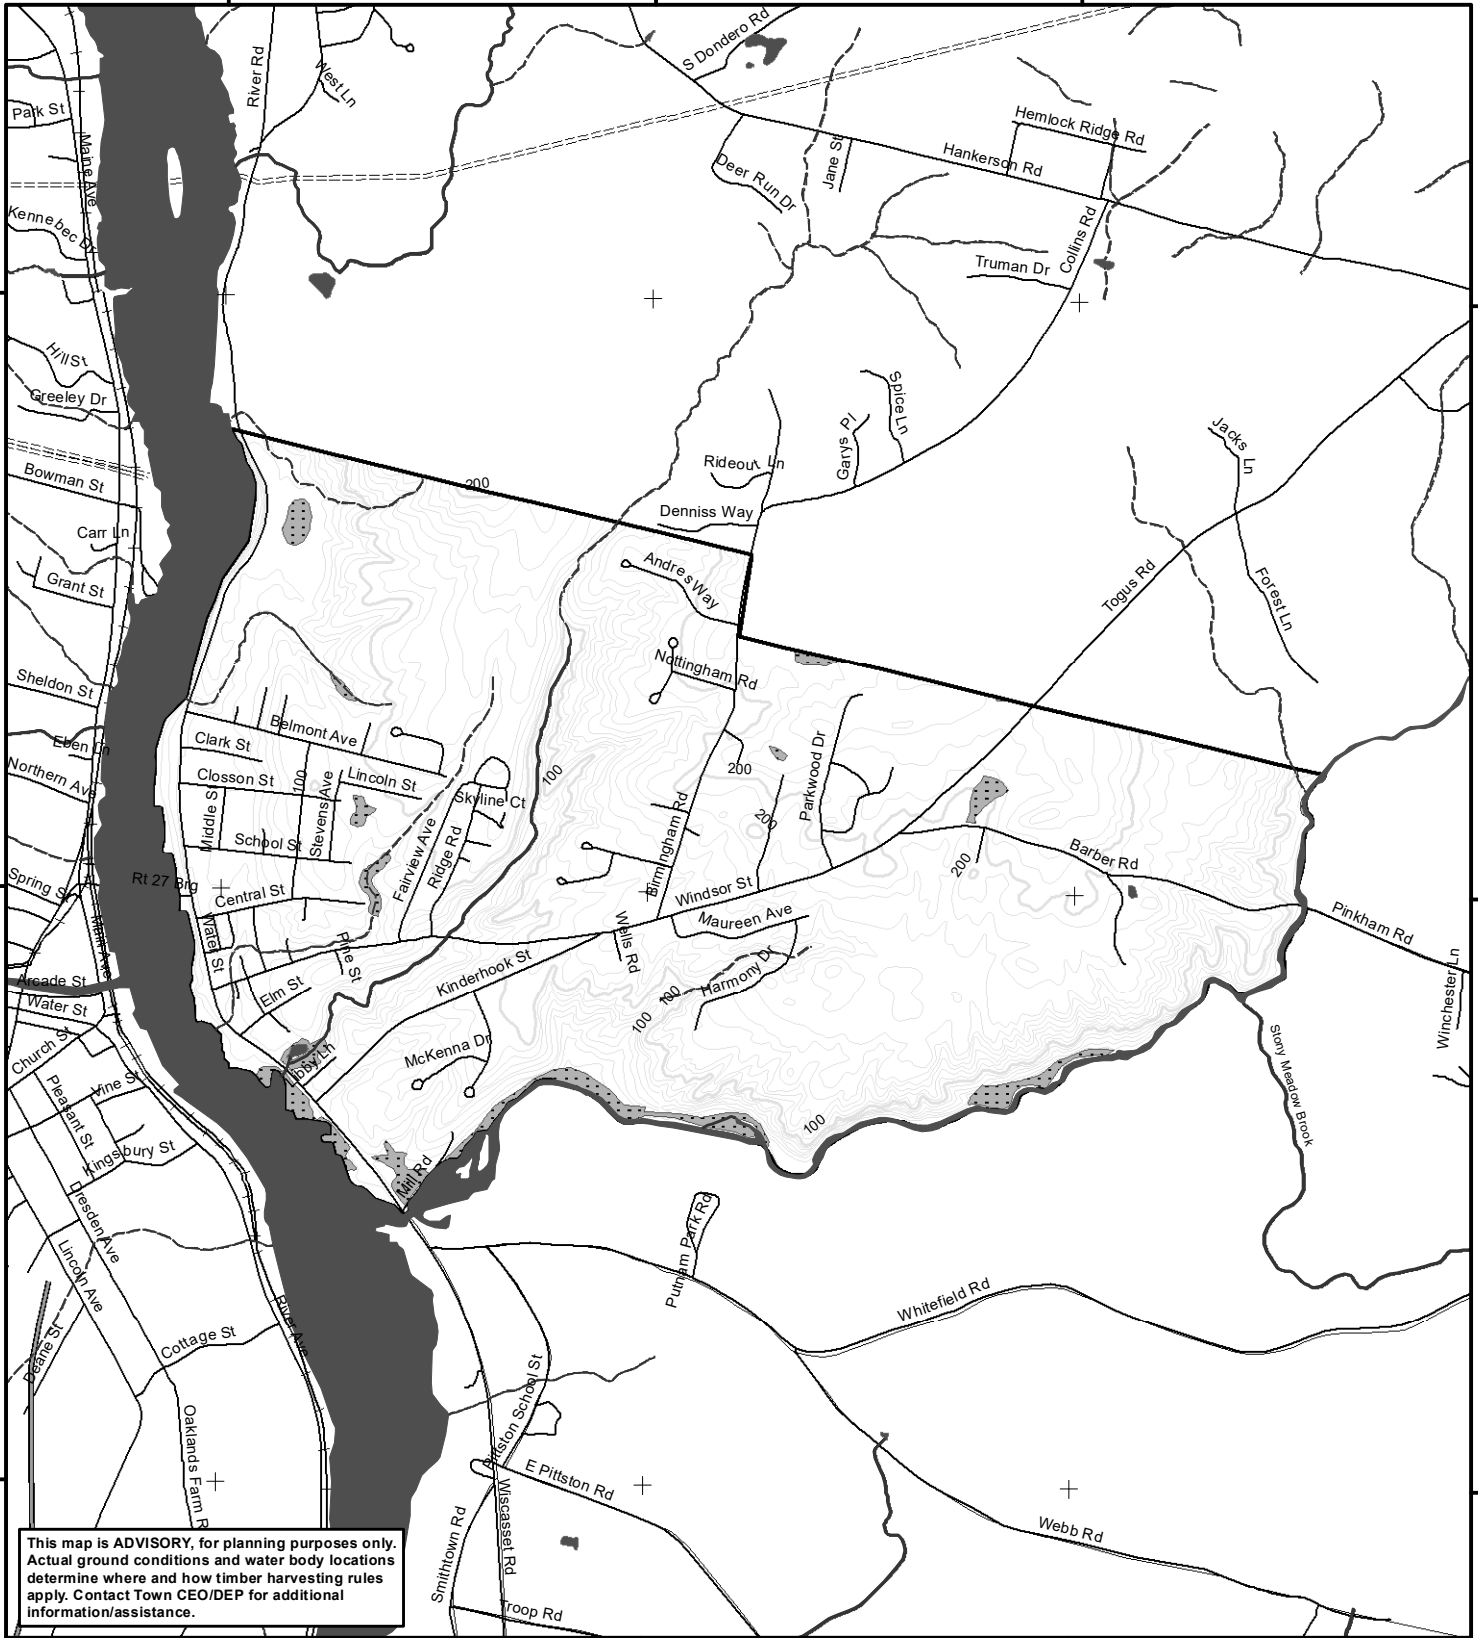 S Dondero Rd
River Rd
West Ln
Park St
Maine Ave
Hemlock Ridge Rd
Hankerson Rd
Jane St
Deer Run Dr
Kennebec Dr
Collins Rd
Truman Dr
Hill St
Greeley Dr
Spice Ln
Garys Pl
Jacks Ln
Rideout Ln
Bowman St
200
Denniss Way
Carr Ln
Grant St
Andres Way
Togus Rd
Forest Ln
Nottingham Rd
Sheldon St
Belmont Ave
Clark St
Eben Ln
Northern Ave
Closson St
100
Lincoln St
100
200
Parkwood Dr
Skyline Ct
Middle St
Stevens Ave
School St
Fairview Ave
Ridge Rd
Birmingham Rd
200
Barber Rd
200
Spring St
Rt 27 Brg
Central St
Windsor St
Maureen Ave
Pinkham Rd
Water St
Pine St
Wells Rd
Arcade St
Water St
Elm St
Kinderhook St
100
Harmony Dr
100
Winchester Ln
Church St
McKenna Dr
Stony Meadow Brook
Vine St
Pleasant St
100
Kingsbury St
Mill Rd
Dresden Ave
Putnam Park Rd
Lincoln Ave
Whitefield Rd
River Ave
Cottage St
Deane St
Pittston School St
Oaklands Farm R
E Pittston Rd
Wiscasset Rd
Smithtown Rd
Webb Rd
Troop Rd
This map is ADVISORY, for planning purposes only.
Actual ground conditions and water body locations
determine where and how timber harvesting rules
apply. Contact Town CEO/DEP for additional
information/assistance.